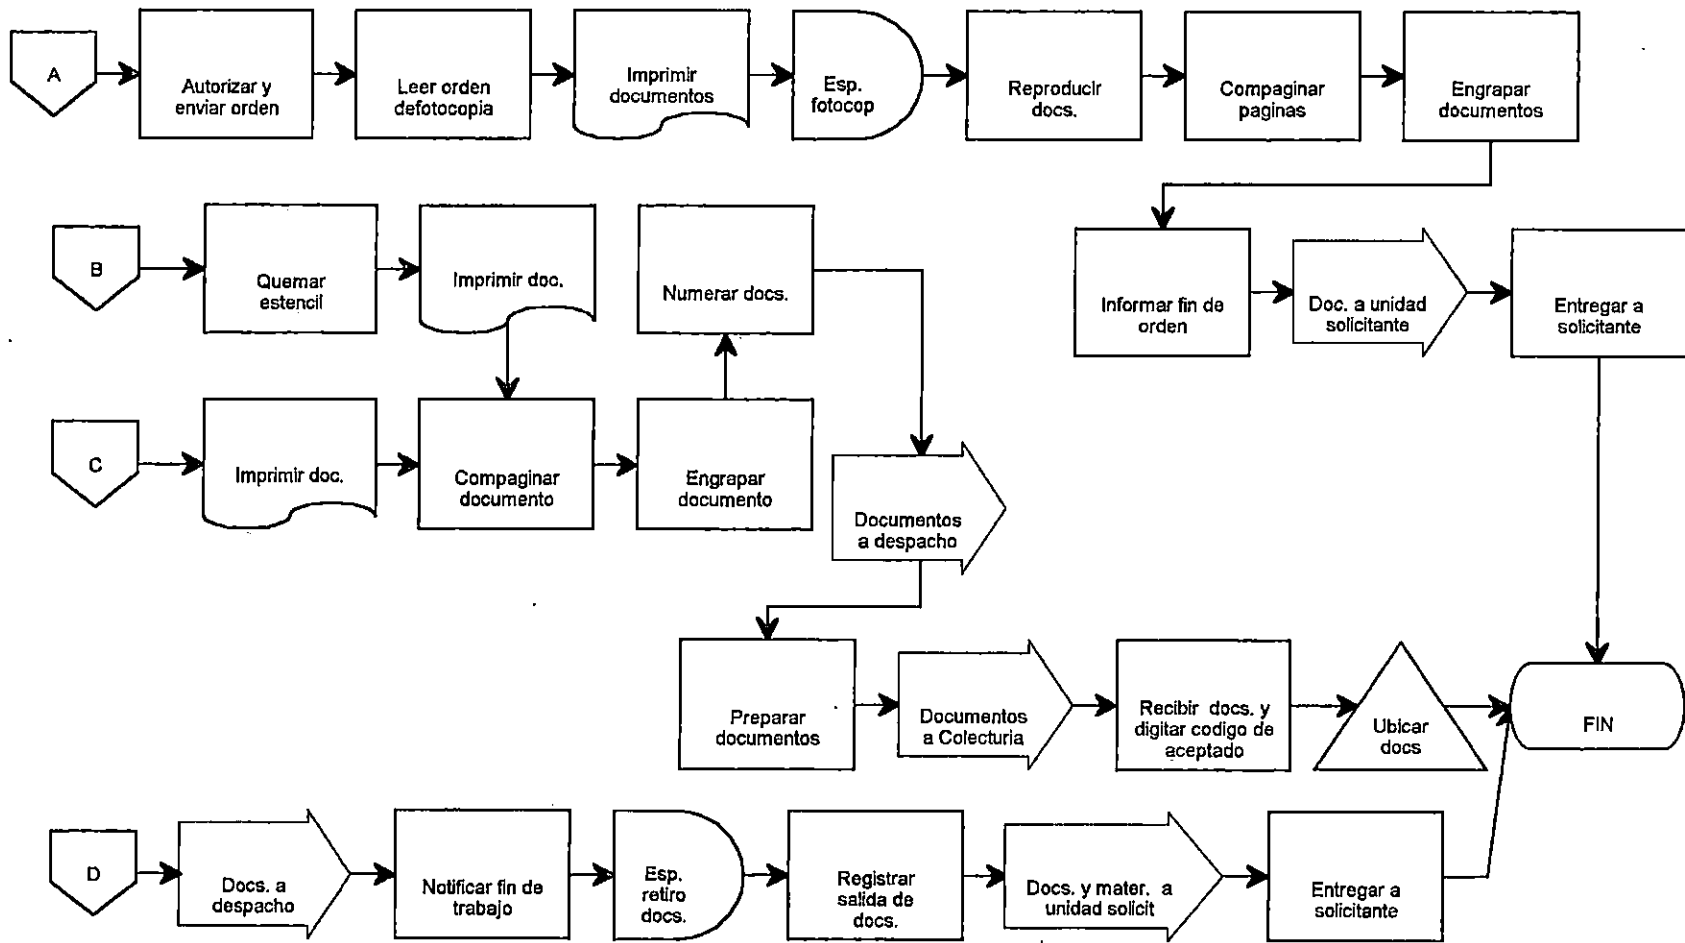 A
Autorizar y
enviar orden
Leer orden
defotocopia
Imprimir
documentos
Esp.
fotocop
Reproducir
docs.
Compaginar
paginas
Engrapar
documentos
B
Quemar
estencil
Imprimir doc.
Numerar docs.
Informar fin de
orden
Doc. a unidad
solicitante
Entregar a
solicitante
C
Imprimir doc.
Compaginar
documento
Engrapar
documento
Documentos
a despacho
Preparar
documentos
Documentos
a Colecturia
Recibir docs. y
digitar codigo de
aceptado
Ubicar
docs
FIN
D
Docs. a
despacho
Notificar fin de
trabajo
Esp.
retiro
docs.
Registrar
salida de
docs.
Docs. y mater. a
unidad solicit
Entregar a
solicitante